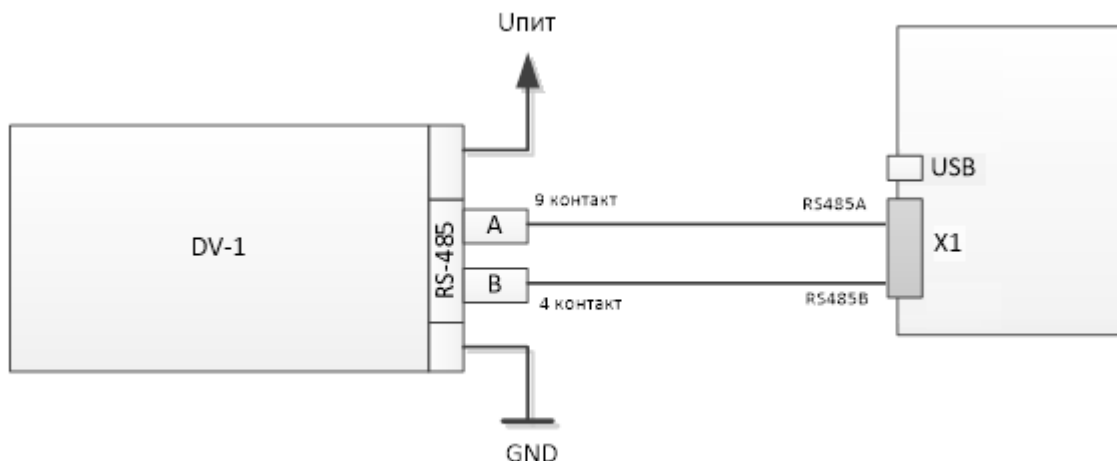 Uпит
USB
9 контакт
RS485A
DV-1
RS-485
A
X1
B
4 контакт
RS485B
GND